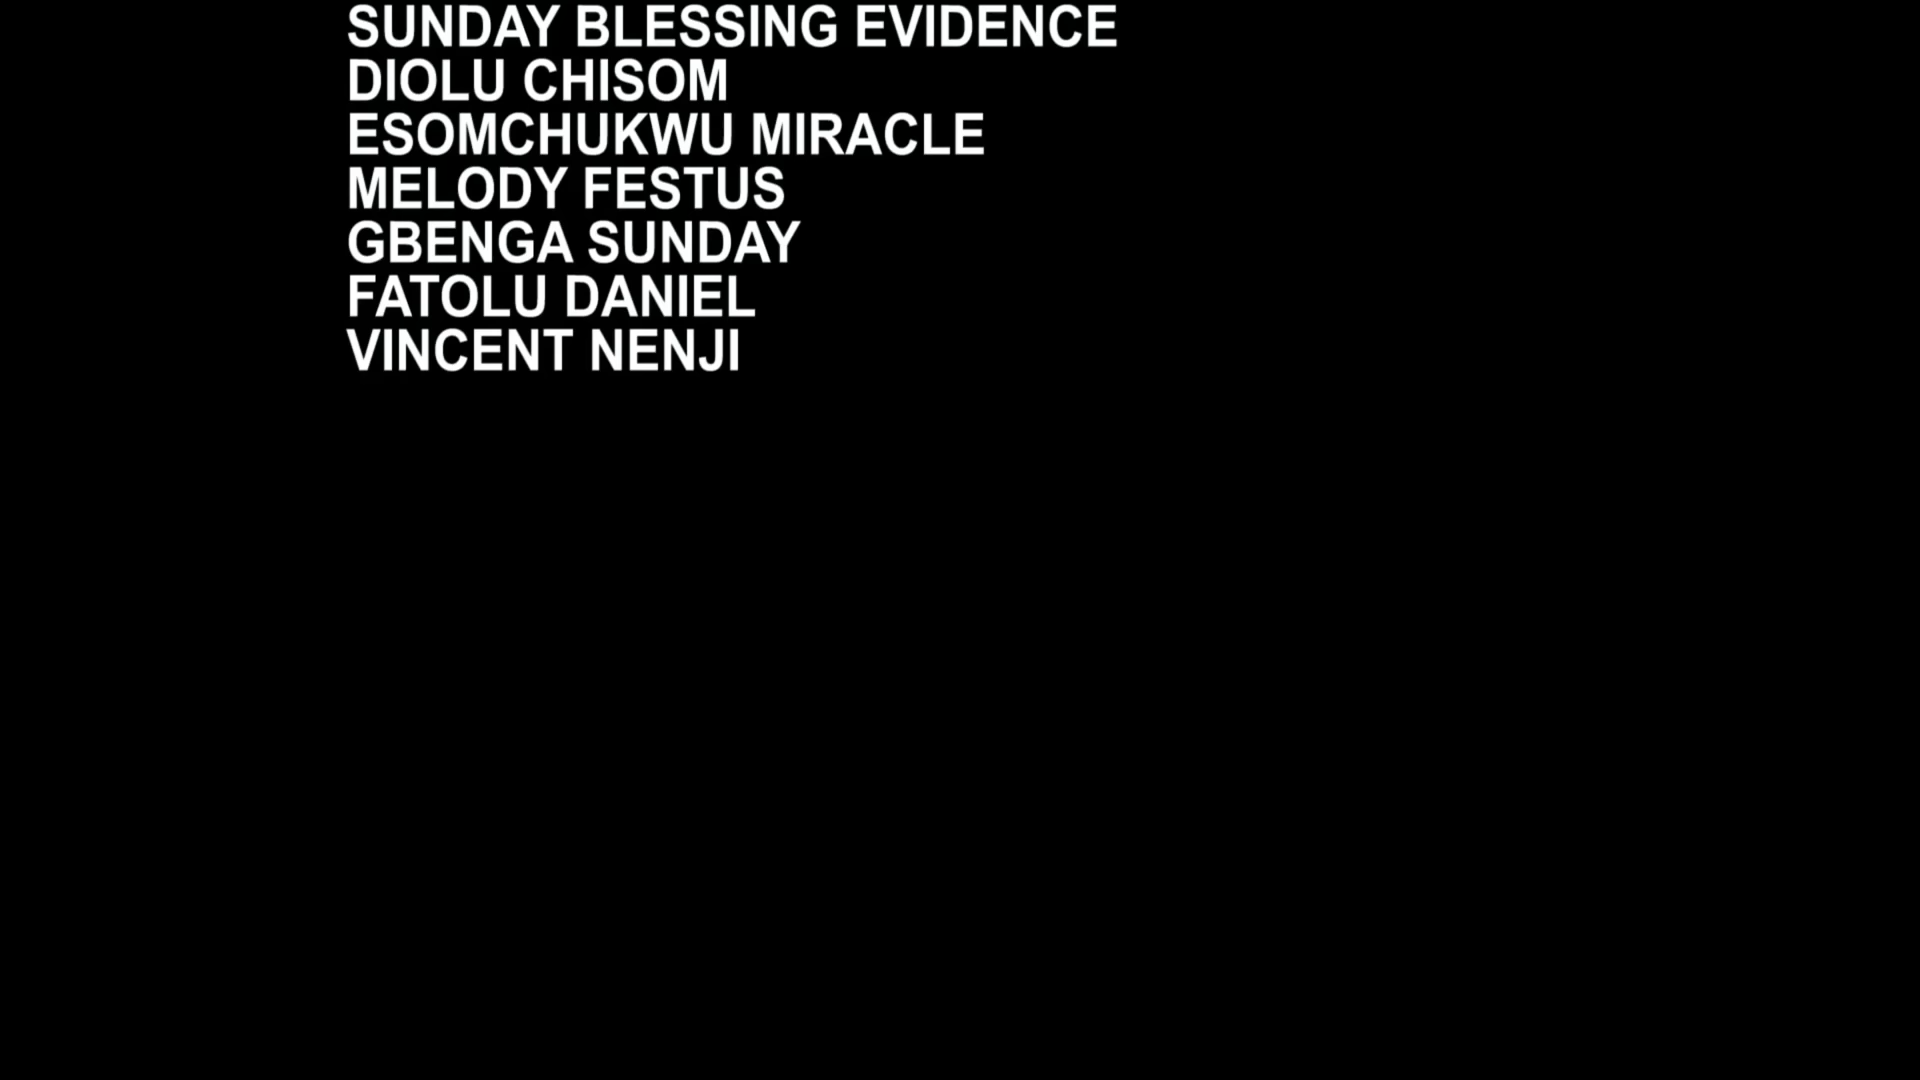 SUNDAY BLESSING EVIDENCE
DIOLU CHISOM
ESOMCHUKWU MIRACLE
MELODY FESTUS
GBENGA SUNDAY
FATOLU DANIEL
VINCENT NENJI